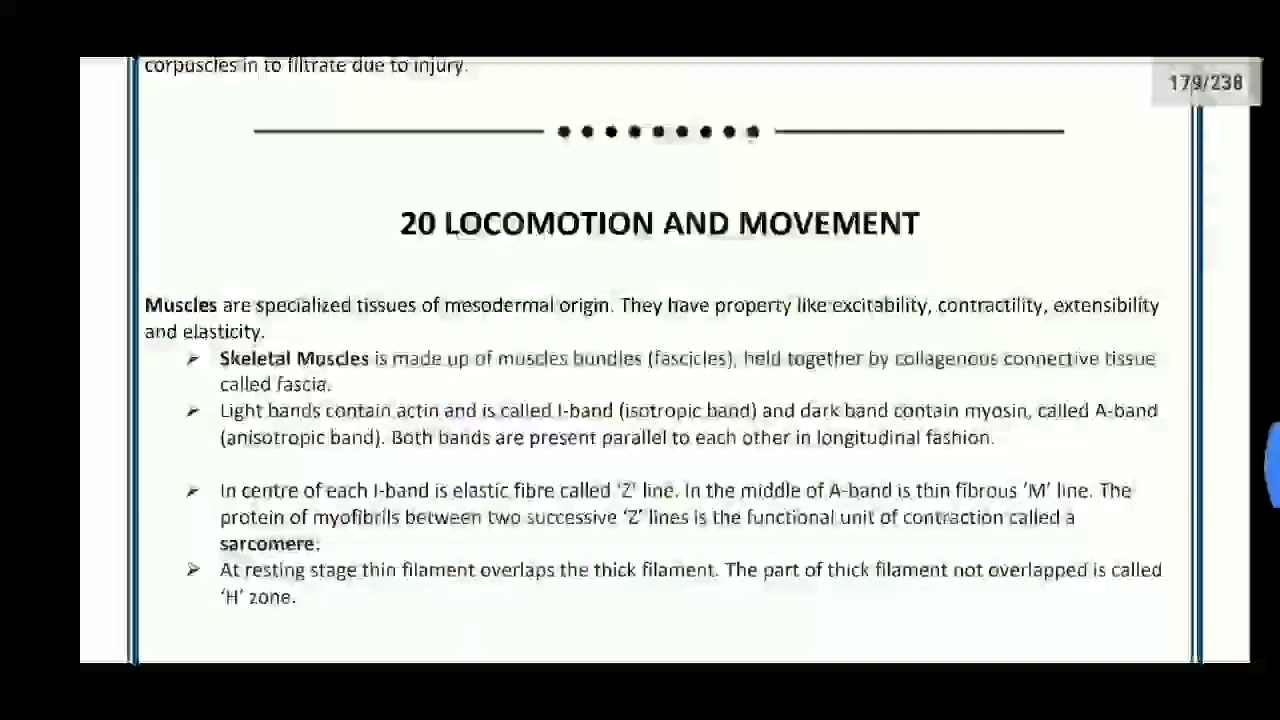 corpuscles in to filtrate due to injury.
179/238
20 LOCOMOTION AND MOVEMENT
Muscles are specialized tissues of mesodermal origin. They have property like excitability, contractility, extensibility
and elasticity.
➢ Skeletal Muscles is made up of muscles bundles (fascicles), held together by collagenous connective tissue
called fascia.
➢ Light bands contain actin and is called I-band (isotropic band) and dark band contain myosin, called A-band
(anisotropic band). Both bands are present parallel to each other in longitudinal fashion.
➢ In centre of each I-band is elastic fibre called ‘Z’ line. In the middle of A-band is thin fibrous ‘M’ line. The
protein of myofibrils between two successive ‘Z’ lines is the functional unit of contraction called a
sarcomere.
➢ At resting stage thin filament overlaps the thick filament. The part of thick filament not overlapped is called
‘H’ zone.